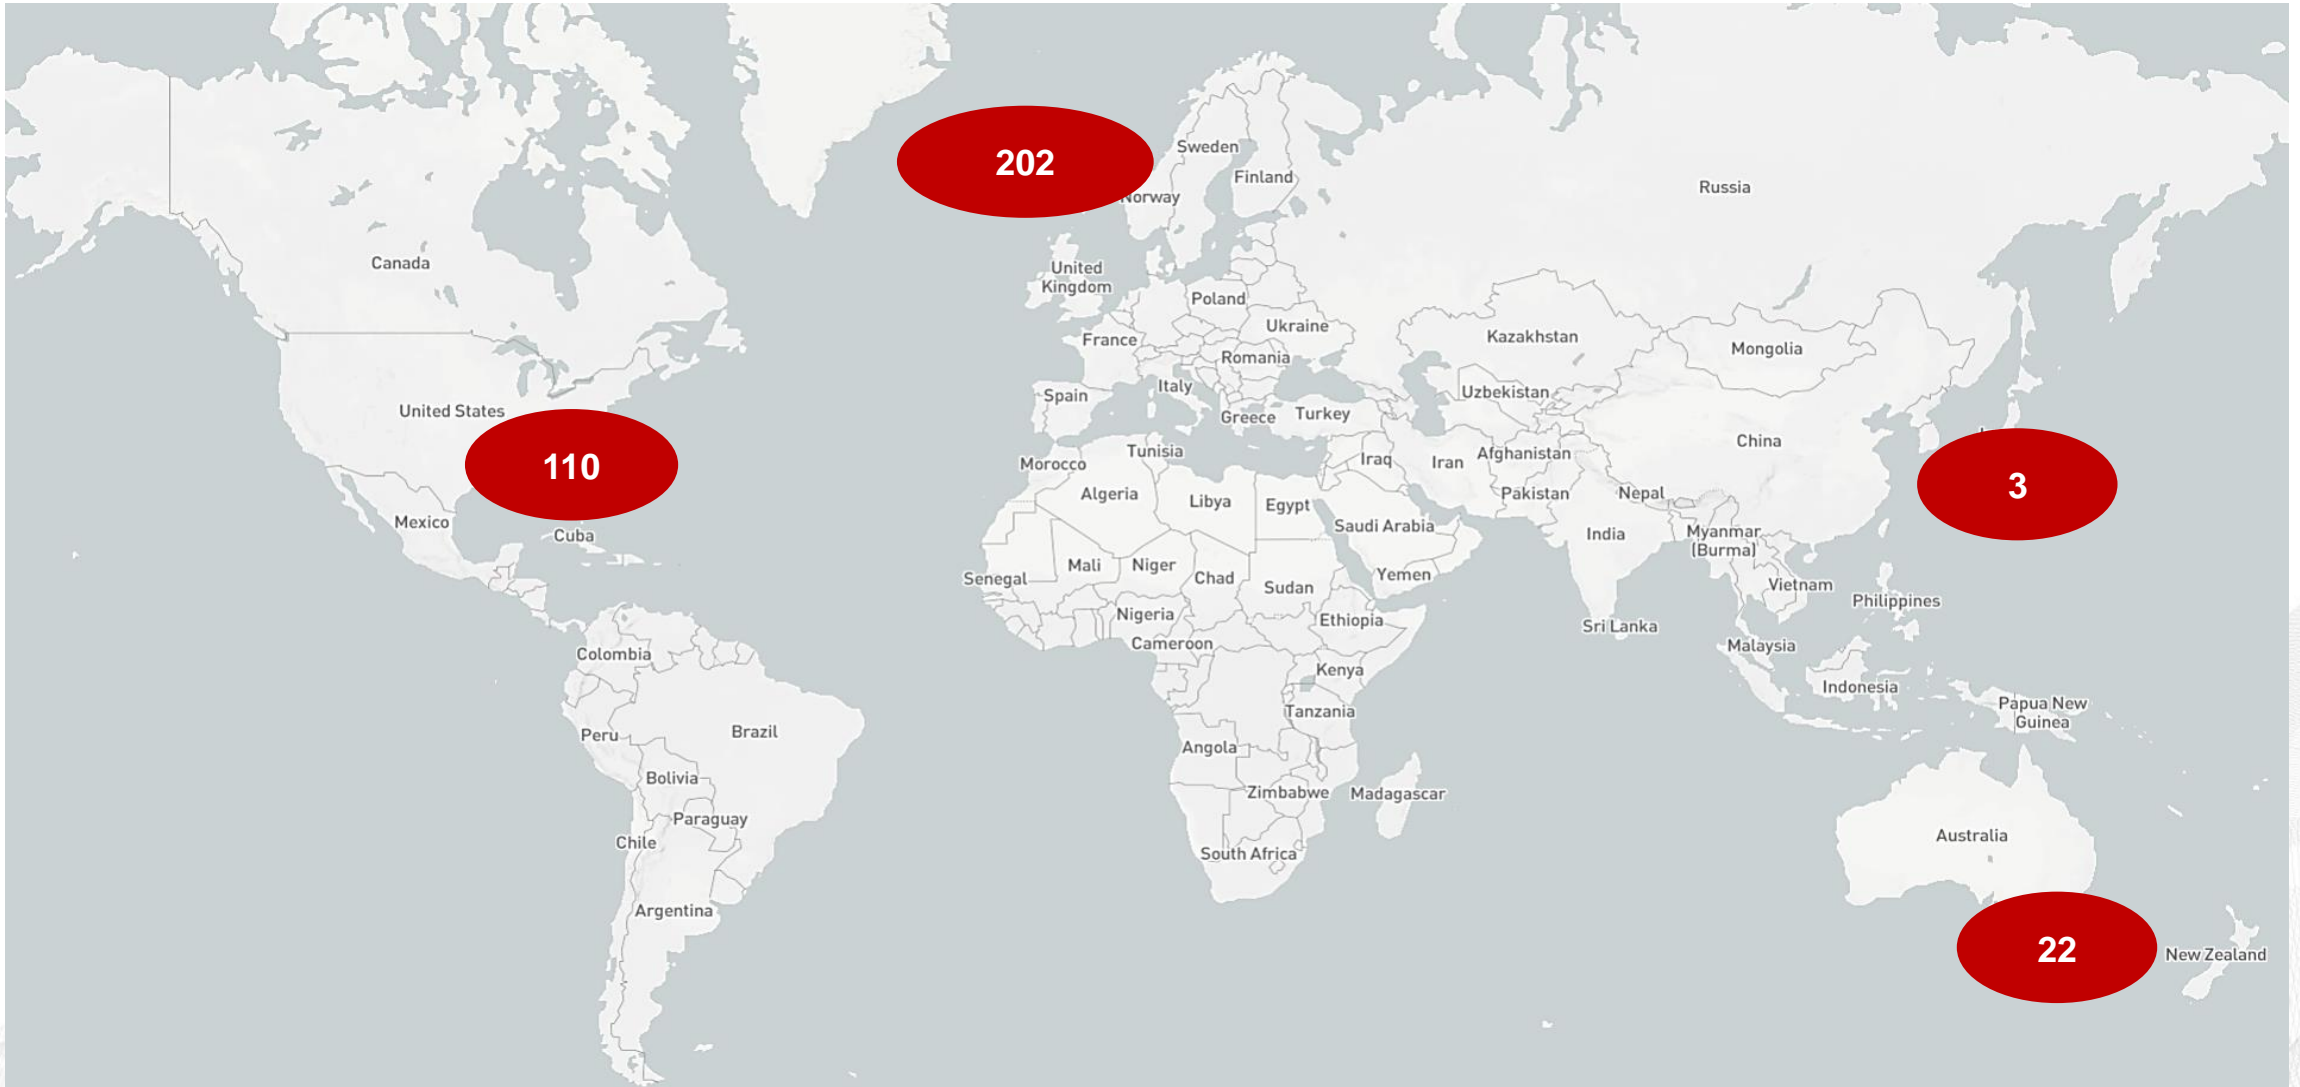 202
Sweden
Finland
Norway
Russia
Canada
United
Kingdom
Poland
Ukraine
France
Kazakhstan
Romania
Mongolia
Italy
Spain
Uzbekistan
United States
Greece
Turkey
China
Tunisia
Afghanistan
Morocco
Iraq
Iran
110
3
Algeria
Libya
Egypt
Pakistan
Nepal
Mexico
Saudi Arabia
Cuba
India
Myanmar
(Burma)
Mali
Niger
Senegal
Chad
Sudan
Yemen
Vietnam
Philippines
Nigeria
Ethiopia
Sri Lanka
Cameroon
Malaysia
Colombia
Kenya
Indonesia
Papua New
Guinea
Tanzania
Brazil
Peru
Angola
Bolivia
Zimbabwe
Madagascar
Paraguay
Australia
Chile
South Africa
Argentina
22
New Zealand